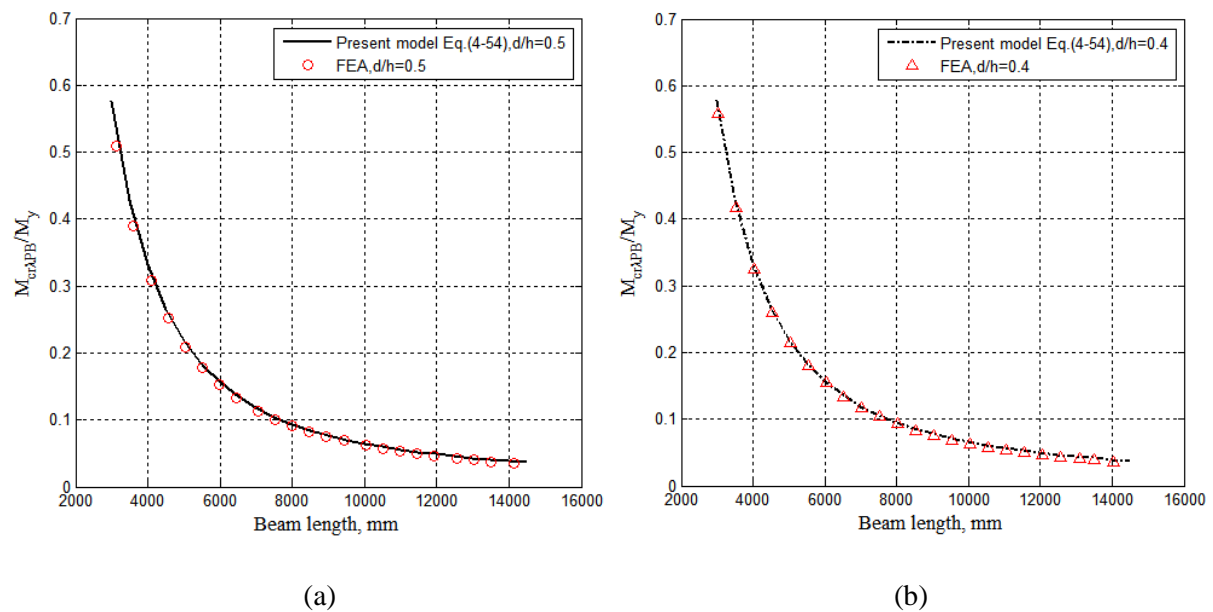 0.7
0.6
0.5
0.4
0.3
0.2
0.1
0
M_crλPB/M_y
Present model Eq.(4-54),d/h=0.5
FEA,d/h=0.5
2000 4000 6000 8000 10000 12000 14000 16000
Beam length, mm
(a)
0.7
0.6
0.5
0.4
0.3
0.2
0.1
0
M_crλPB/M_y
Present model Eq.(4-54),d/h=0.4
FEA,d/h=0.4
2000 4000 6000 8000 10000 12000 14000 16000
Beam length, mm
(b)